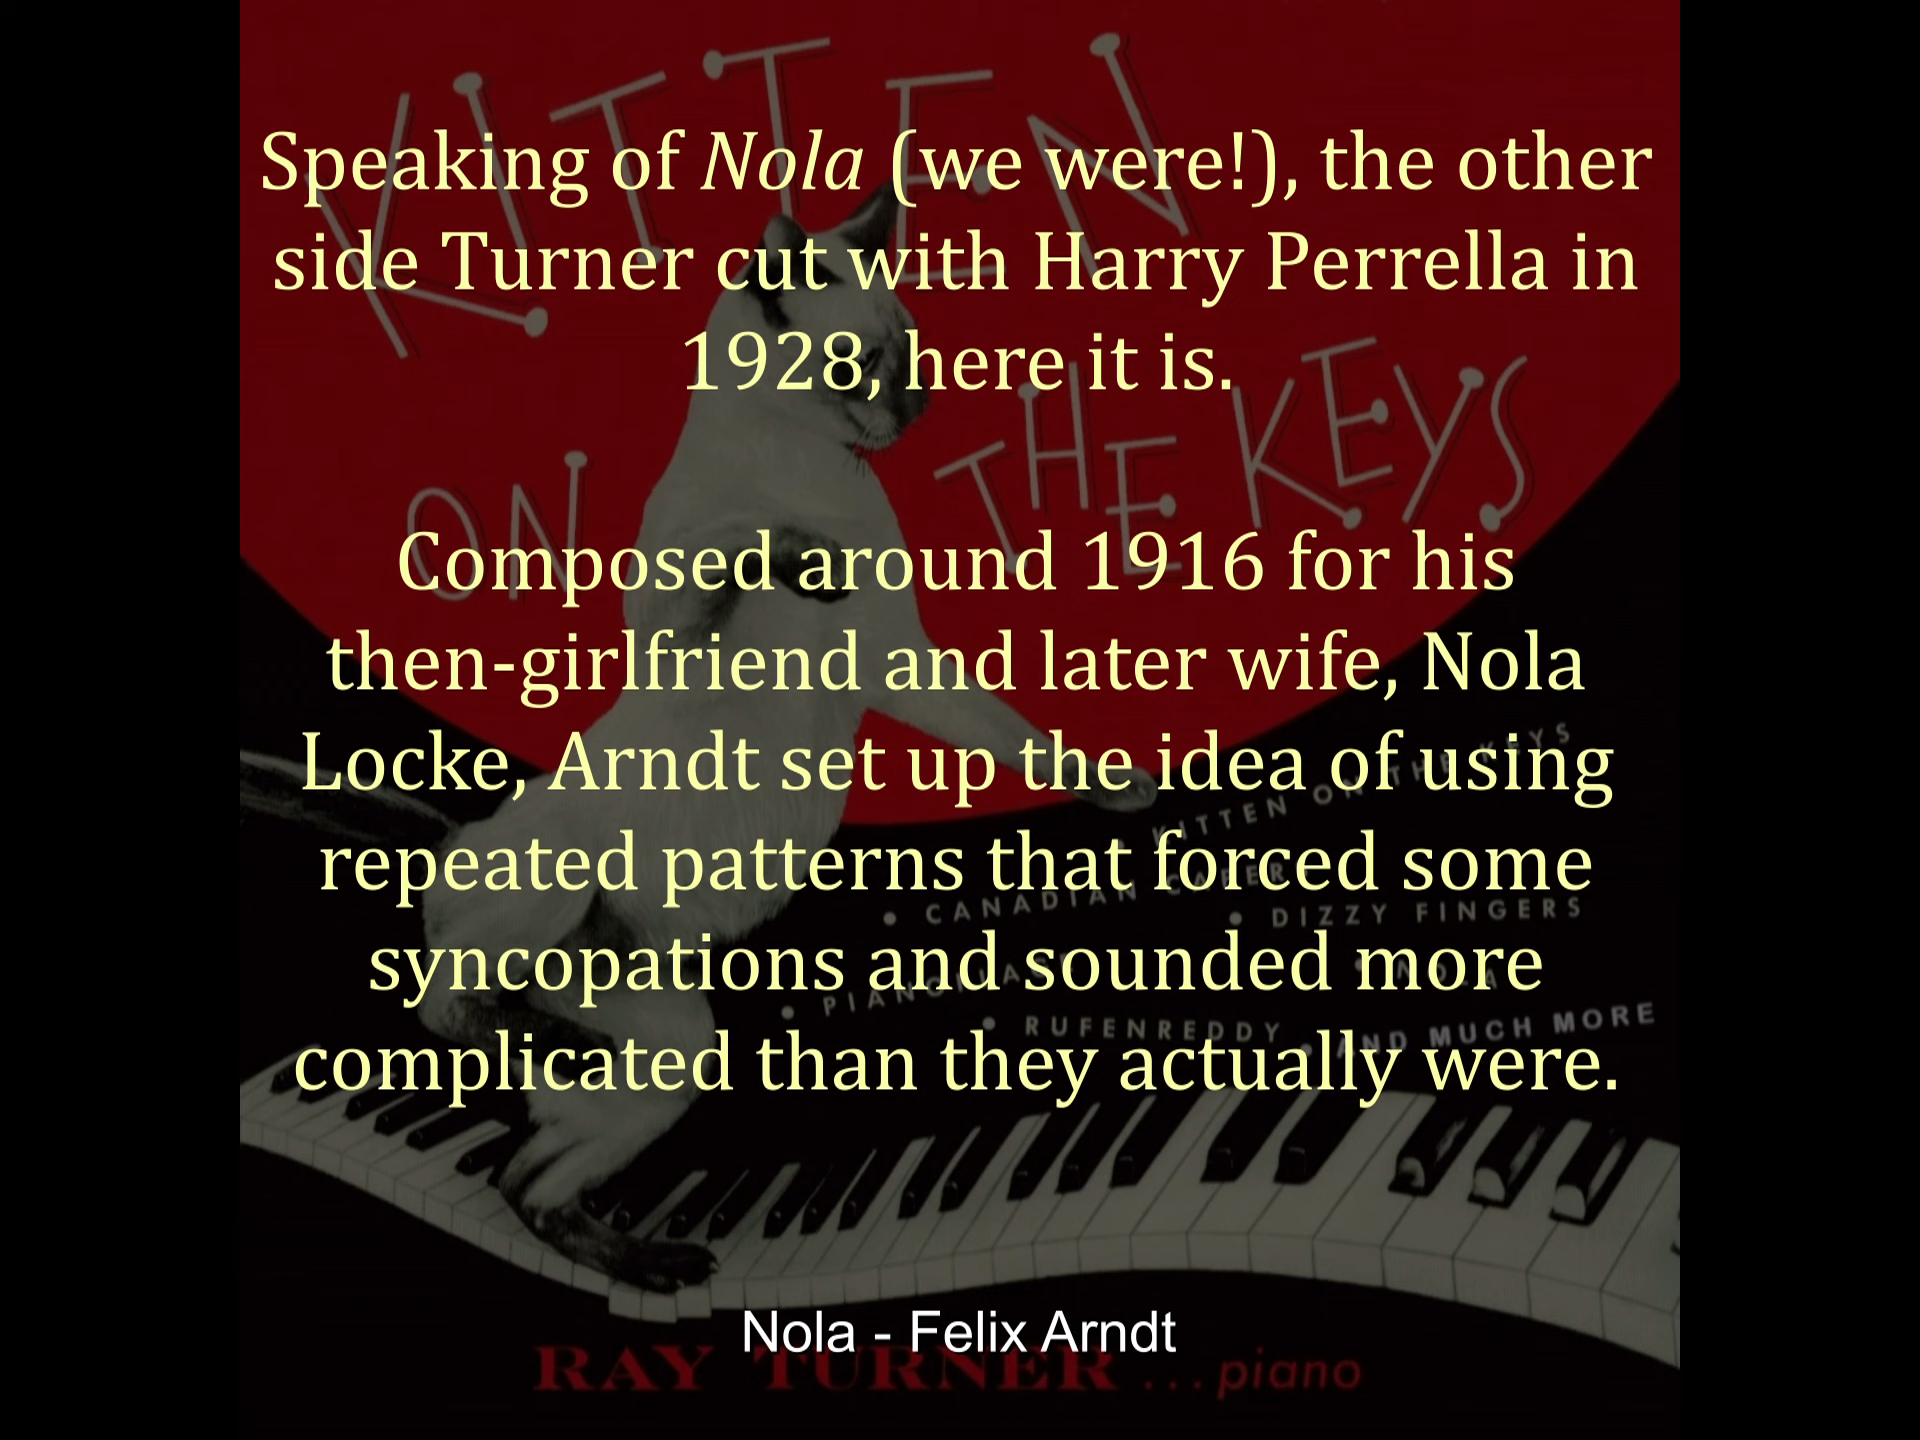 KITTEN
ON THE KEYS
Speaking of Nola (we were!), the other
side Turner cut with Harry Perrella in
1928, here it is.
Composed around 1916 for his
then-girlfriend and later wife, Nola
Locke, Arndt set up the idea of using
repeated patterns that forced some
syncopations and sounded more
complicated than they actually were.
• KITTEN ON THE KEYS
• CANADIAN CAPERS
• DIZZY FINGERS
• NOLA
• RUFENREDDY
• AND MUCH MORE
Nola - Felix Arndt
RAY TURNER ...piano